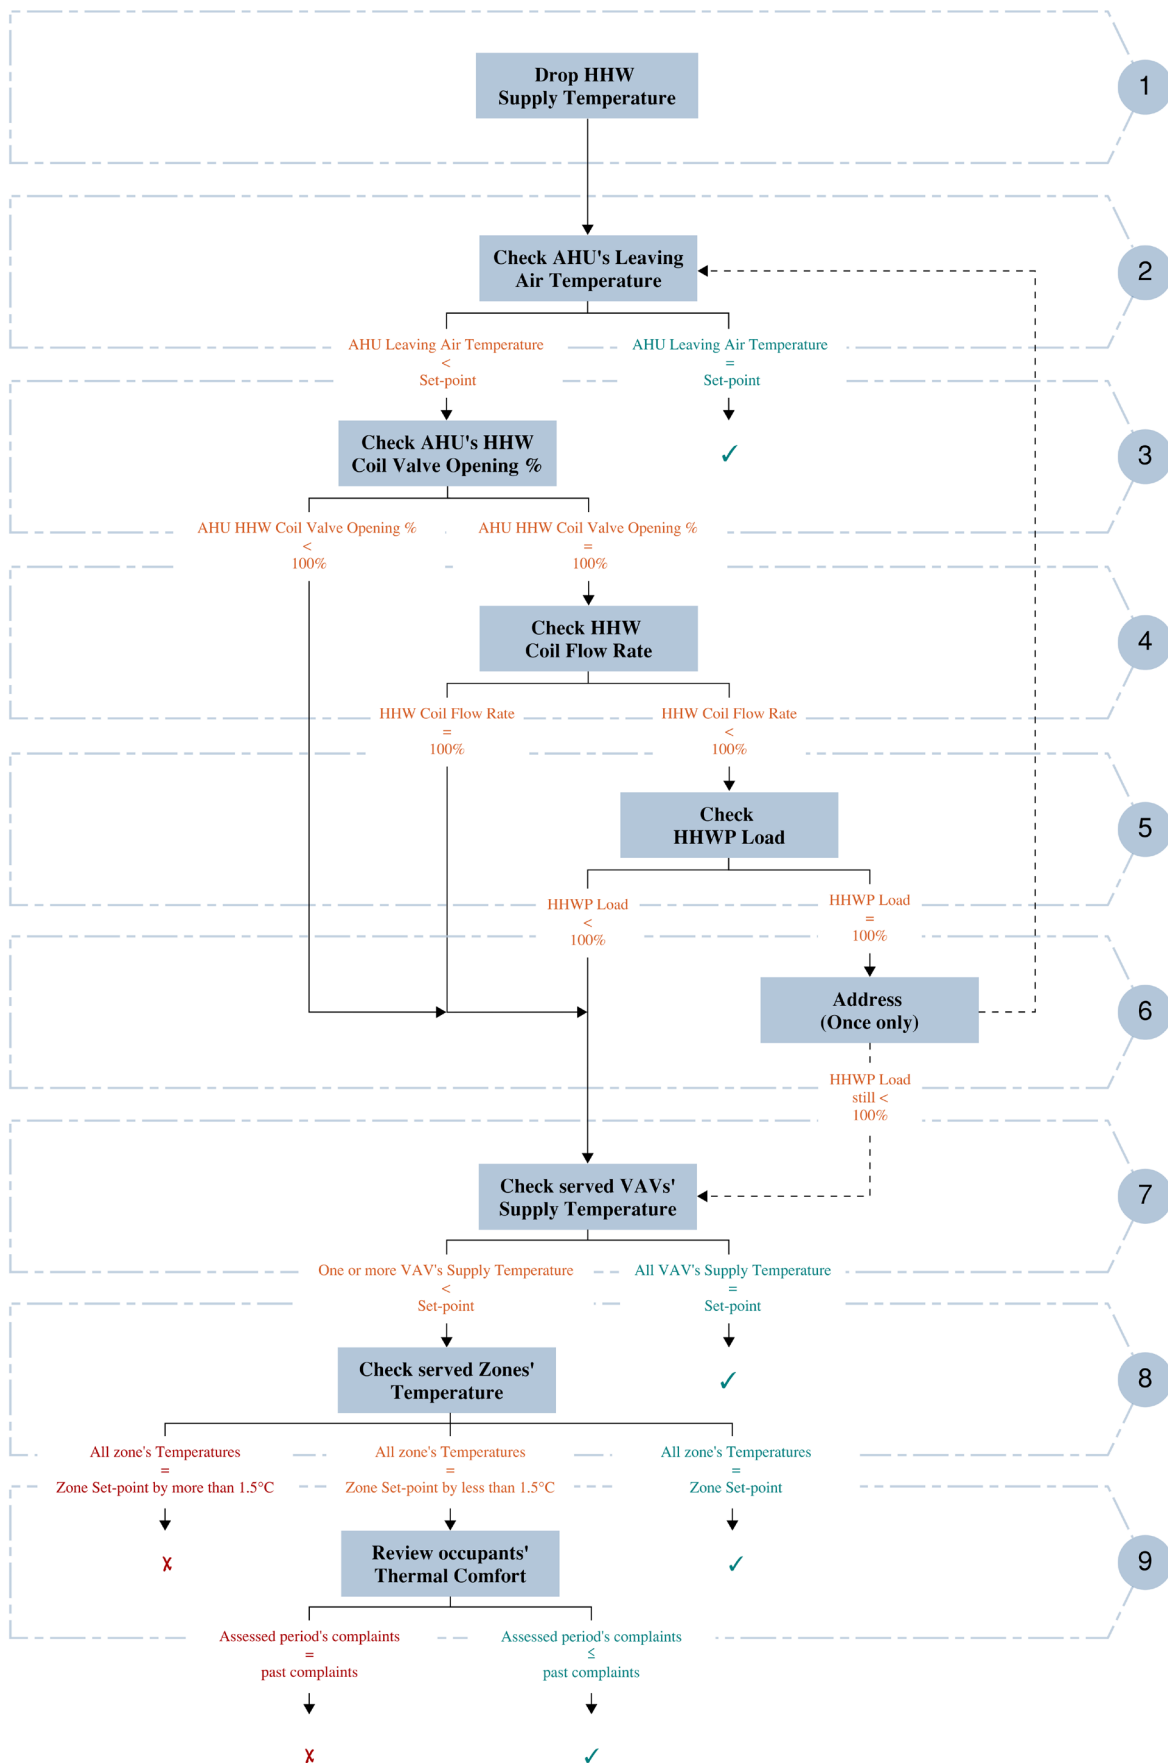 Drop HHW
Supply Temperature
1
Check AHU's Leaving
Air Temperature
2
AHU Leaving Air Temperature
<
Set-point
AHU Leaving Air Temperature
=
Set-point
Check AHU's HHW
Coil Valve Opening %
✓
3
AHU HHW Coil Valve Opening %
<
100%
AHU HHW Coil Valve Opening %
=
100%
Check HHW
Coil Flow Rate
4
HHW Coil Flow Rate
=
100%
HHW Coil Flow Rate
<
100%
Check
HHWP Load
5
HHWP Load
<
100%
HHWP Load
=
100%
Address
(Once only)
6
HHWP Load
still <
100%
Check served VAVs'
Supply Temperature
7
One or more VAV's Supply Temperature
<
Set-point
All VAV's Supply Temperature
=
Set-point
Check served Zones'
Temperature
✓
8
All zone's Temperatures
=
Zone Set-point by more than 1.5°C
All zone's Temperatures
=
Zone Set-point by less than 1.5°C
All zone's Temperatures
=
Zone Set-point
✗
Review occupants'
Thermal Comfort
✓
9
Assessed period's complaints
=
past complaints
Assessed period's complaints
≤
past complaints
✗
✓